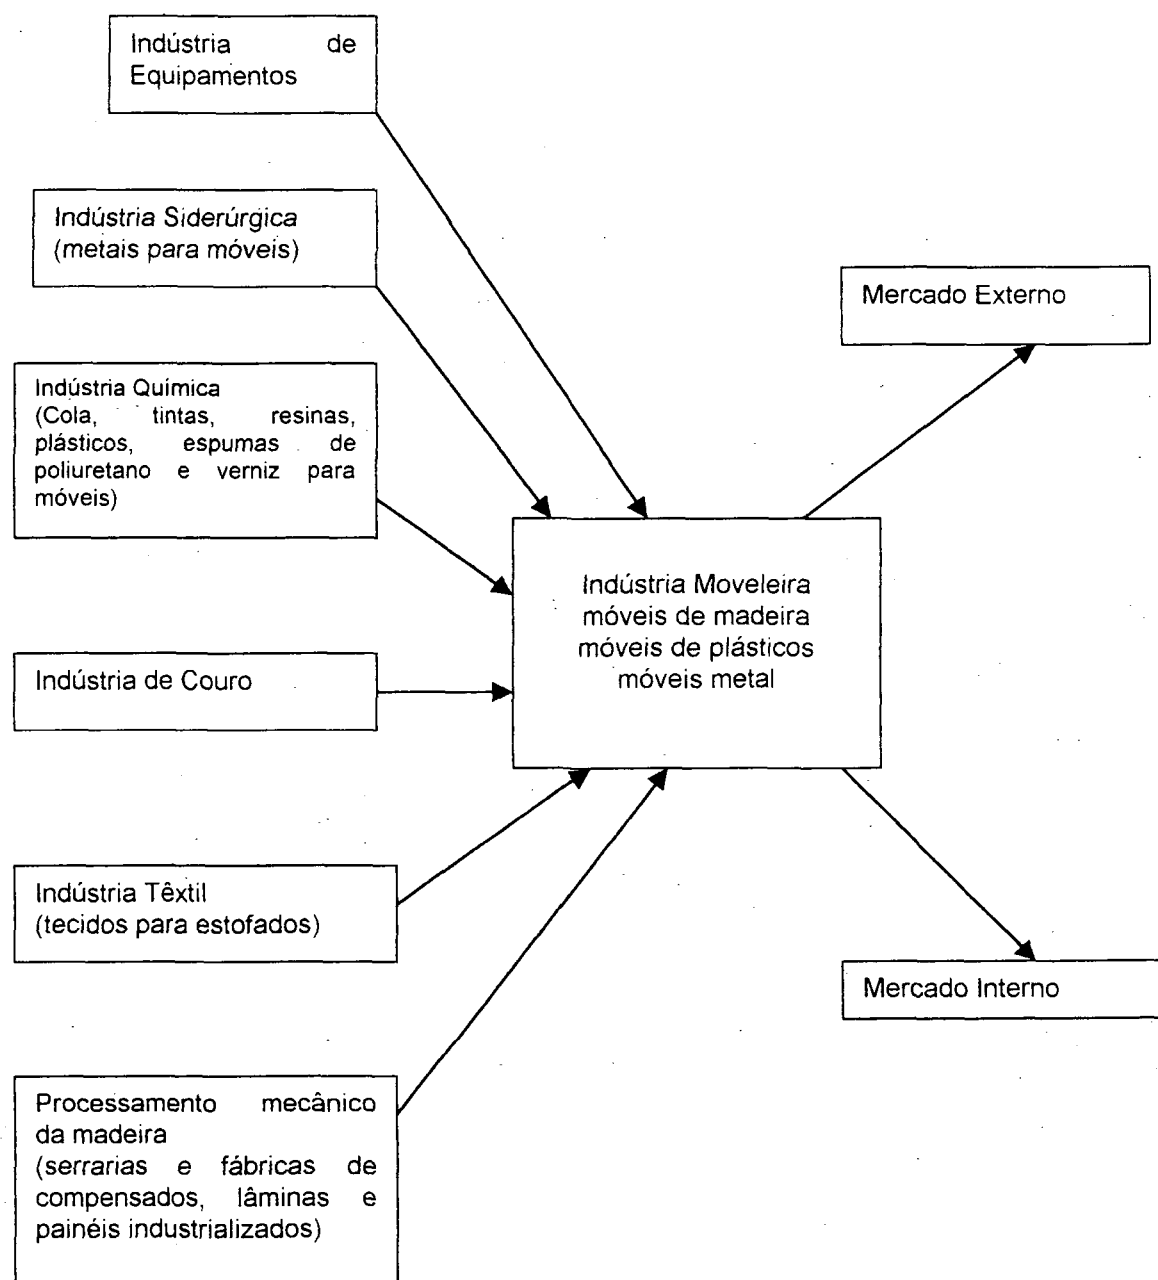 Indústria de
Equipamentos
Indústria Siderúrgica
(metais para móveis)
Mercado Externo
Indústria Química
(Cola, tintas, resinas,
plásticos, espumas de
poliuretano e verniz para
móveis)
Indústria Moveleira
móveis de madeira
móveis de plásticos
móveis metal
Indústria de Couro
Indústria Têxtil
(tecidos para estofados)
Mercado Interno
Processamento mecânico
da madeira
(serrarias e fábricas de
compensados, lâminas e
painéis industrializados)